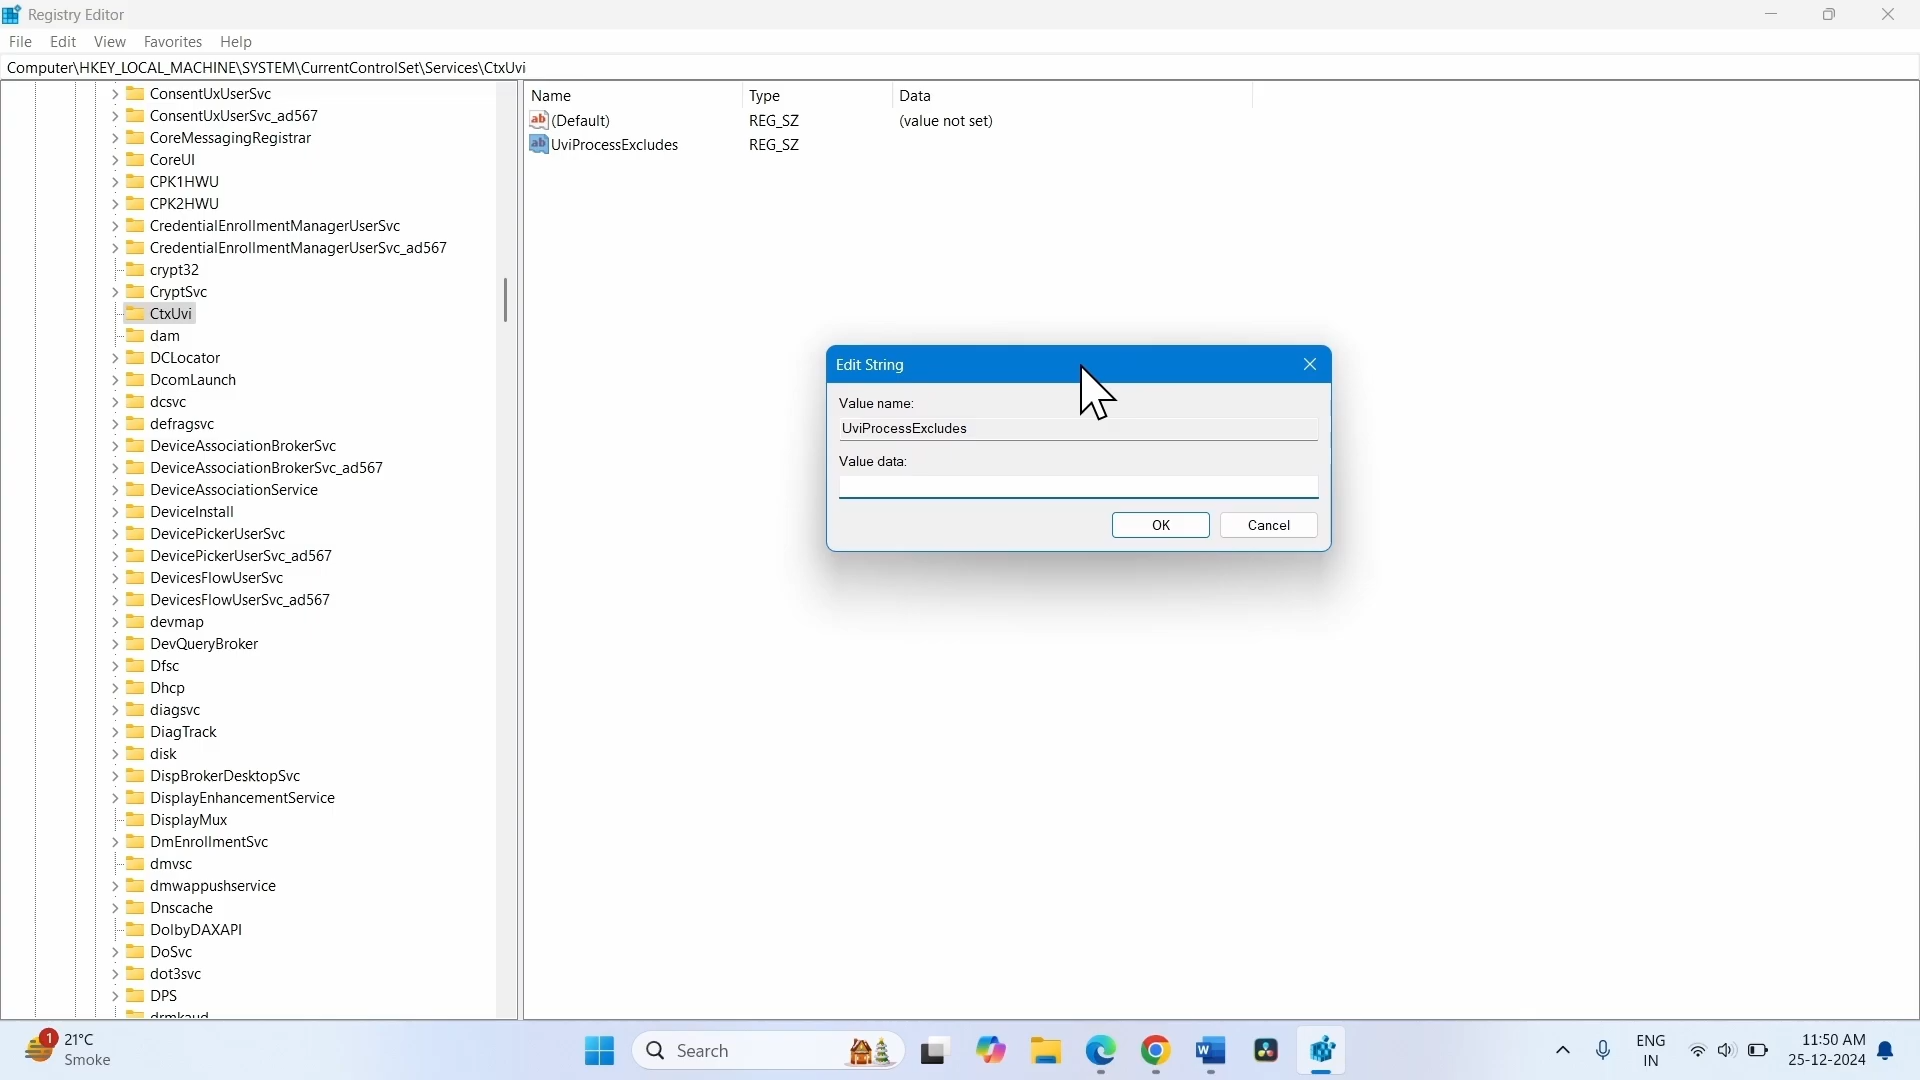 Registry Editor
File Edit View Favorites Help
Computer\HKEY_LOCAL_MACHINE\SYSTEM\CurrentControlSet\Services\CtxUvi
ConsentUxUserSvc
ConsentUxUserSvc_ad567
CoreMessagingRegistrar
CoreUI
CPK1HWU
CPK2HWU
CredentialEnrollmentManagerUserSvc
CredentialEnrollmentManagerUserSvc_ad567
crypt32
CryptSvc
CtxUvi
dam
DCLocator
DcomLaunch
dcsvc
defragsvc
DeviceAssociationBrokerSvc
DeviceAssociationBrokerSvc_ad567
DeviceAssociationService
DeviceInstall
DevicePickerUserSvc
DevicePickerUserSvc_ad567
DevicesFlowUserSvc
DevicesFlowUserSvc_ad567
devmap
DevQueryBroker
Dfsc
Dhcp
diagsvc
DiagTrack
disk
DispBrokerDesktopSvc
DisplayEnhancementService
DisplayMux
DmEnrollmentSvc
dmvsc
dmwappushservice
Dnscache
DolbyDAXAPI
DoSvc
dot3svc
DPS
drmkaud
Name Type Data
(Default) REG_SZ (value not set)
UviProcessExcludes REG_SZ
Edit String
Value name:
UviProcessExcludes
Value data:
OK Cancel
1
21°C
Smoke
Search
ENG
IN
11:50 AM
25-12-2024